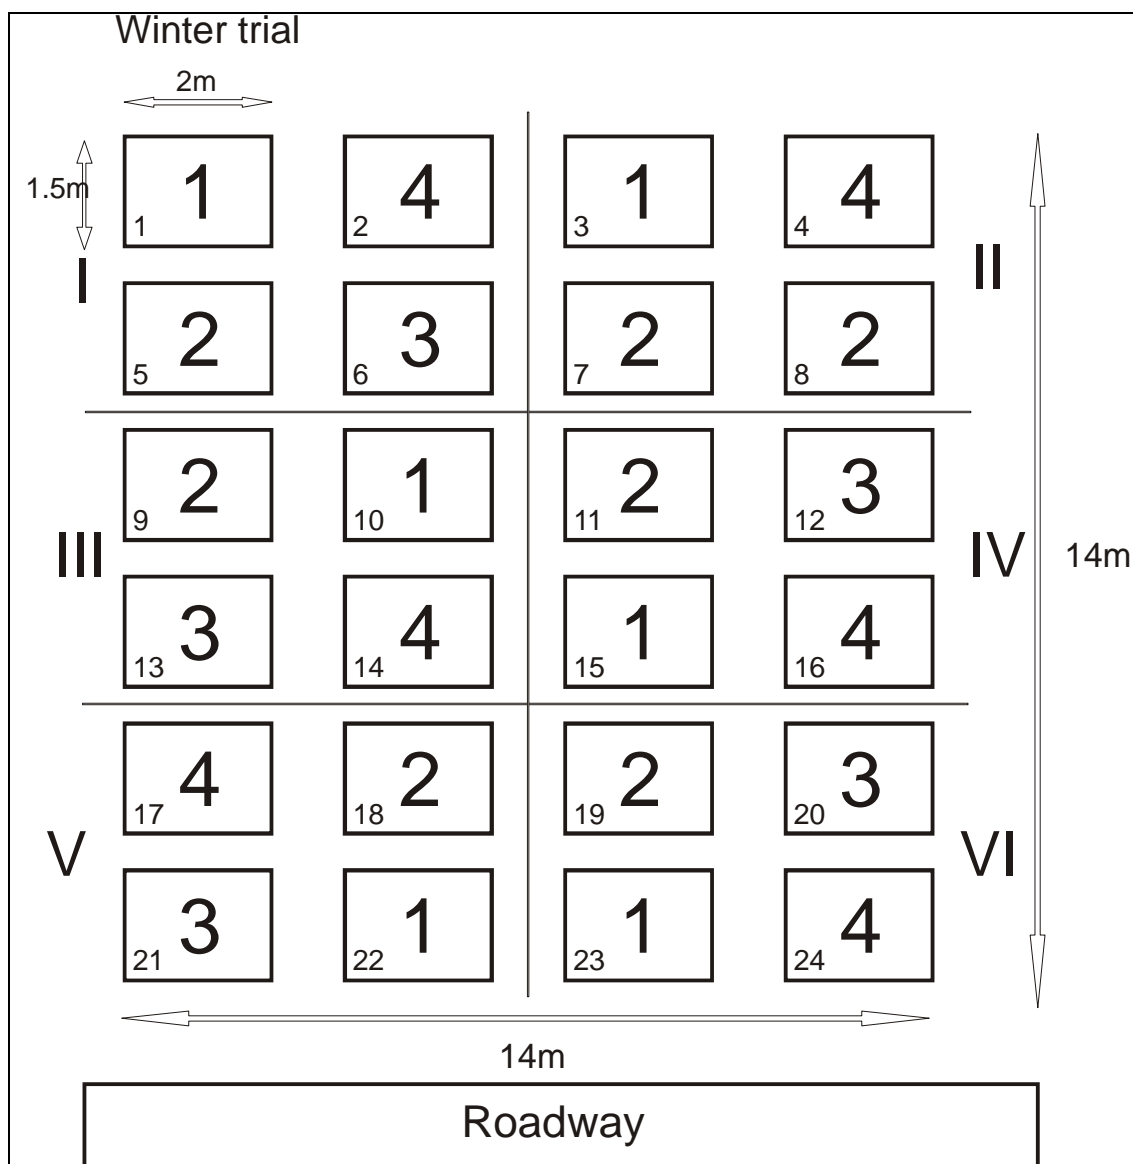 Winter trial
2m
1.5m
1 4 1 4
1 2 3 4
I II
2 3 2 2
5 6 7 8
2 1 2 3
9 10 11 12
III IV 14m
3 4 1 4
13 14 15 16
4 2 2 3
17 18 19 20
V VI
3 1 1 4
21 22 23 24
14m
Roadway